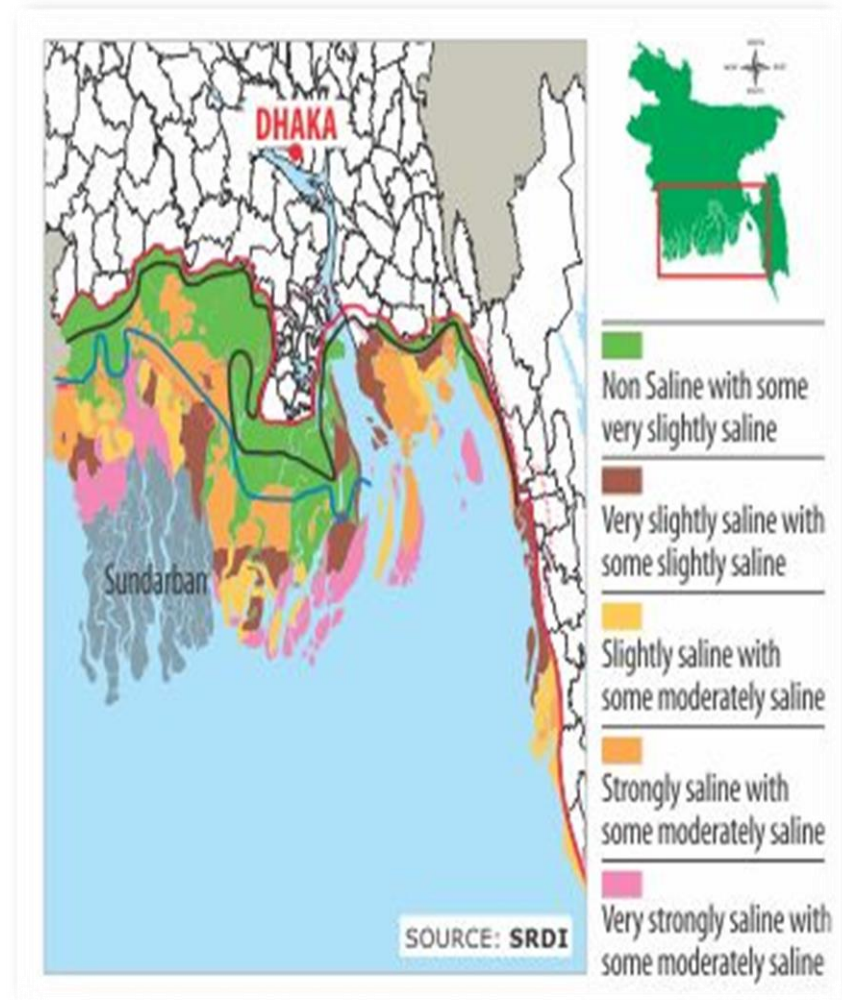 DHAKA
Sundarban
SOURCE: SRDI
Non Saline with some
very slightly saline
Very slightly saline with
some slightly saline
Slightly saline with
some moderately saline
Strongly saline with
some moderately saline
Very strongly saline with
some moderately saline